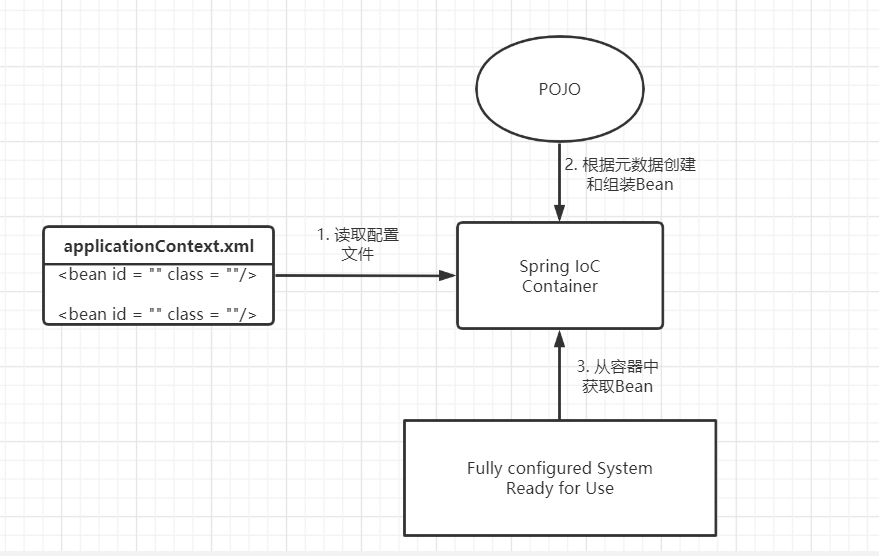 POJO
2. 根据元数据创建
和组装Bean
applicationContext.xml
<bean id = "" class = ""/>
<bean id = "" class = ""/>
1. 读取配置
文件
Spring IoC
Container
3. 从容器中
获取Bean
Fully configured System
Ready for Use